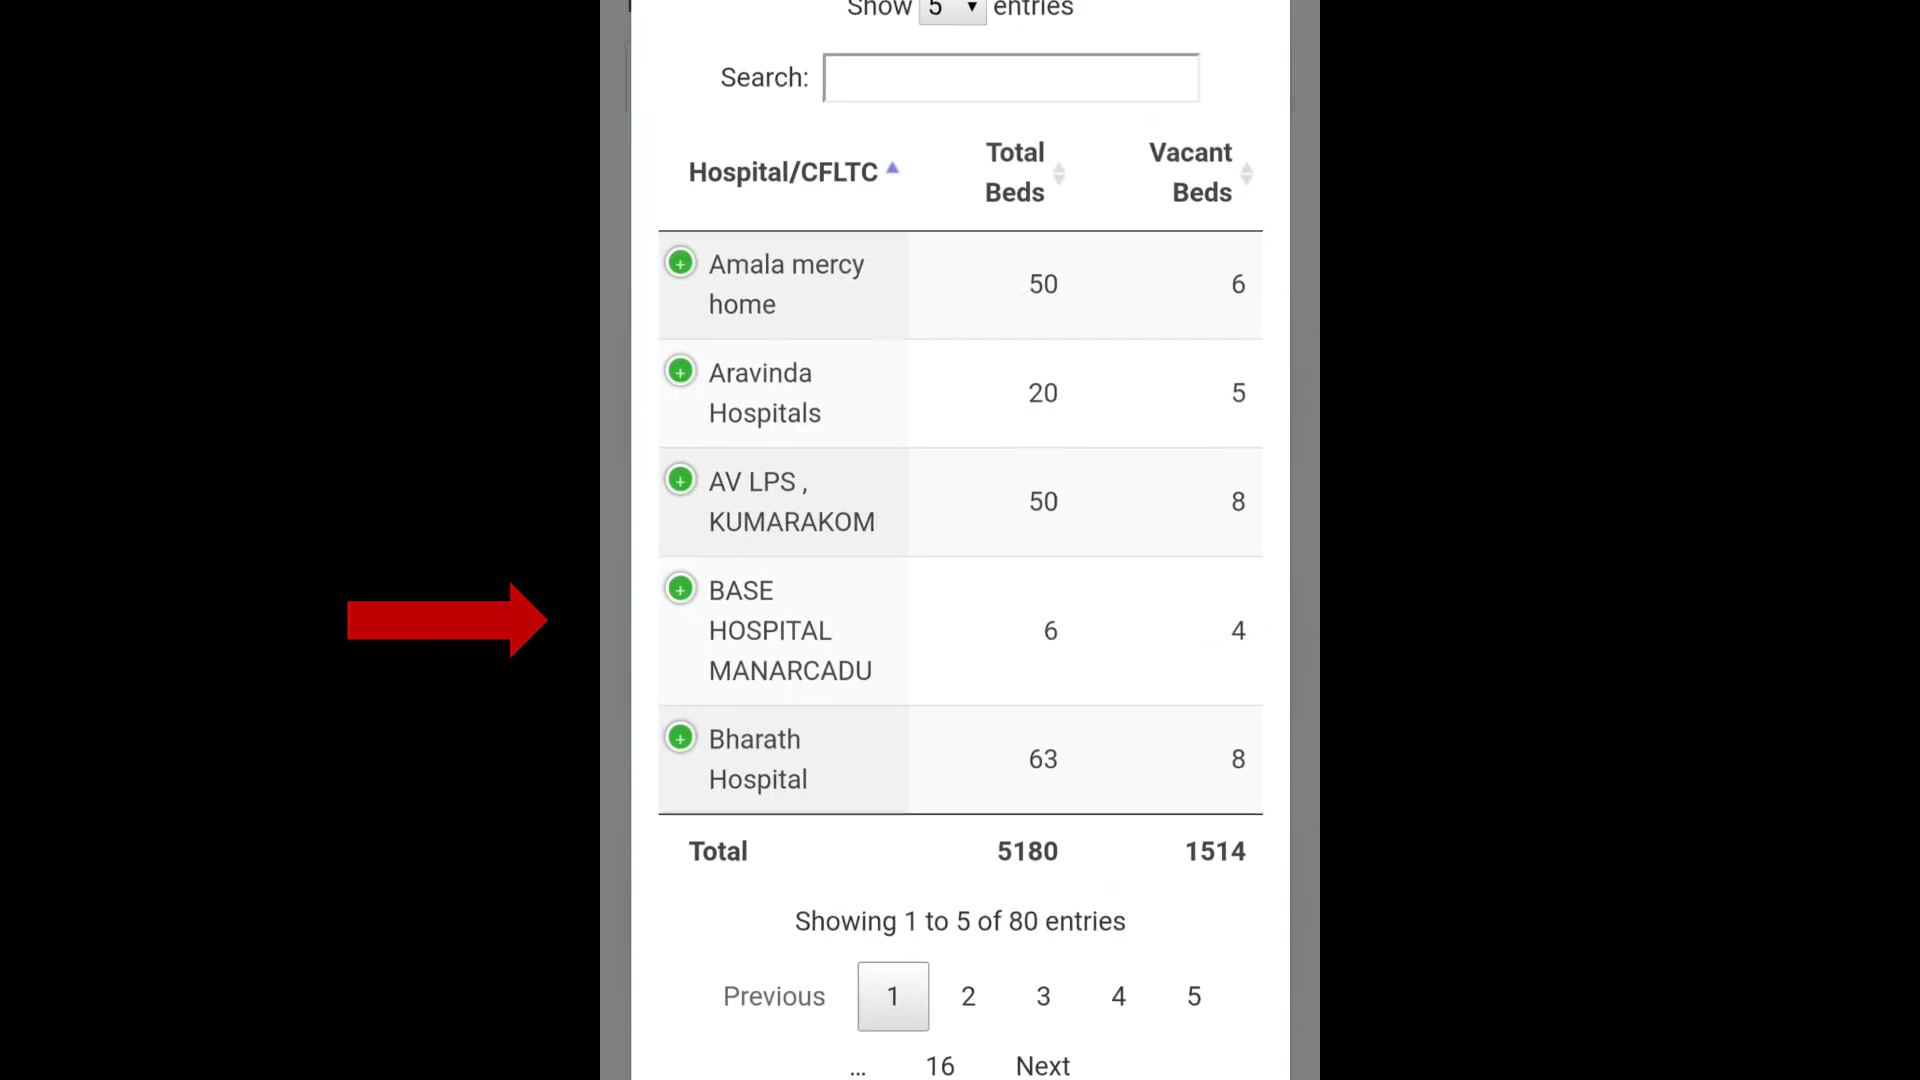 Show 5 entries
Search:
Hospital/CFLTC Total Beds Vacant Beds
Amala mercy home 50 6
Aravinda Hospitals 20 5
AV LPS , KUMARAKOM 50 8
BASE HOSPITAL MANARCADU 6 4
Bharath Hospital 63 8
Total 5180 1514
Showing 1 to 5 of 80 entries
Previous 1 2 3 4 5
... 16 Next